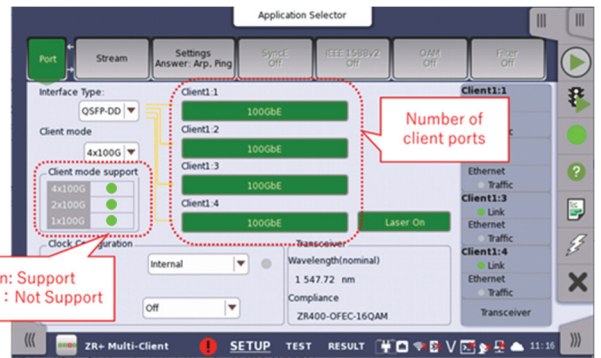 Application Selector
Port
Stream
Settings
Answer: Arp, Ping
SyncE
Off
IEEE 1588v2
Off
OAM
Off
Filter
Off
Interface Type:
QSFP-DD
Client mode
4x100G
Client mode support
4x100G
2x100G
1x100G
Client1:1
100GbE
Client1:2
100GbE
Client1:3
100GbE
Client1:4
100GbE
Number of
client ports
Laser On
Clock Configuration
Internal
Off
n: Support
: Not Support
Transceiver
Wavelength(nominal)
1 547.72 nm
Compliance
ZR400-OFEC-16QAM
Client1:1
Ethernet
Traffic
Client1:3
Link
Ethernet
Traffic
Client1:4
Link
Ethernet
Traffic
Transceiver
ZR+ Multi-Client
SETUP
TEST
RESULT
11:16